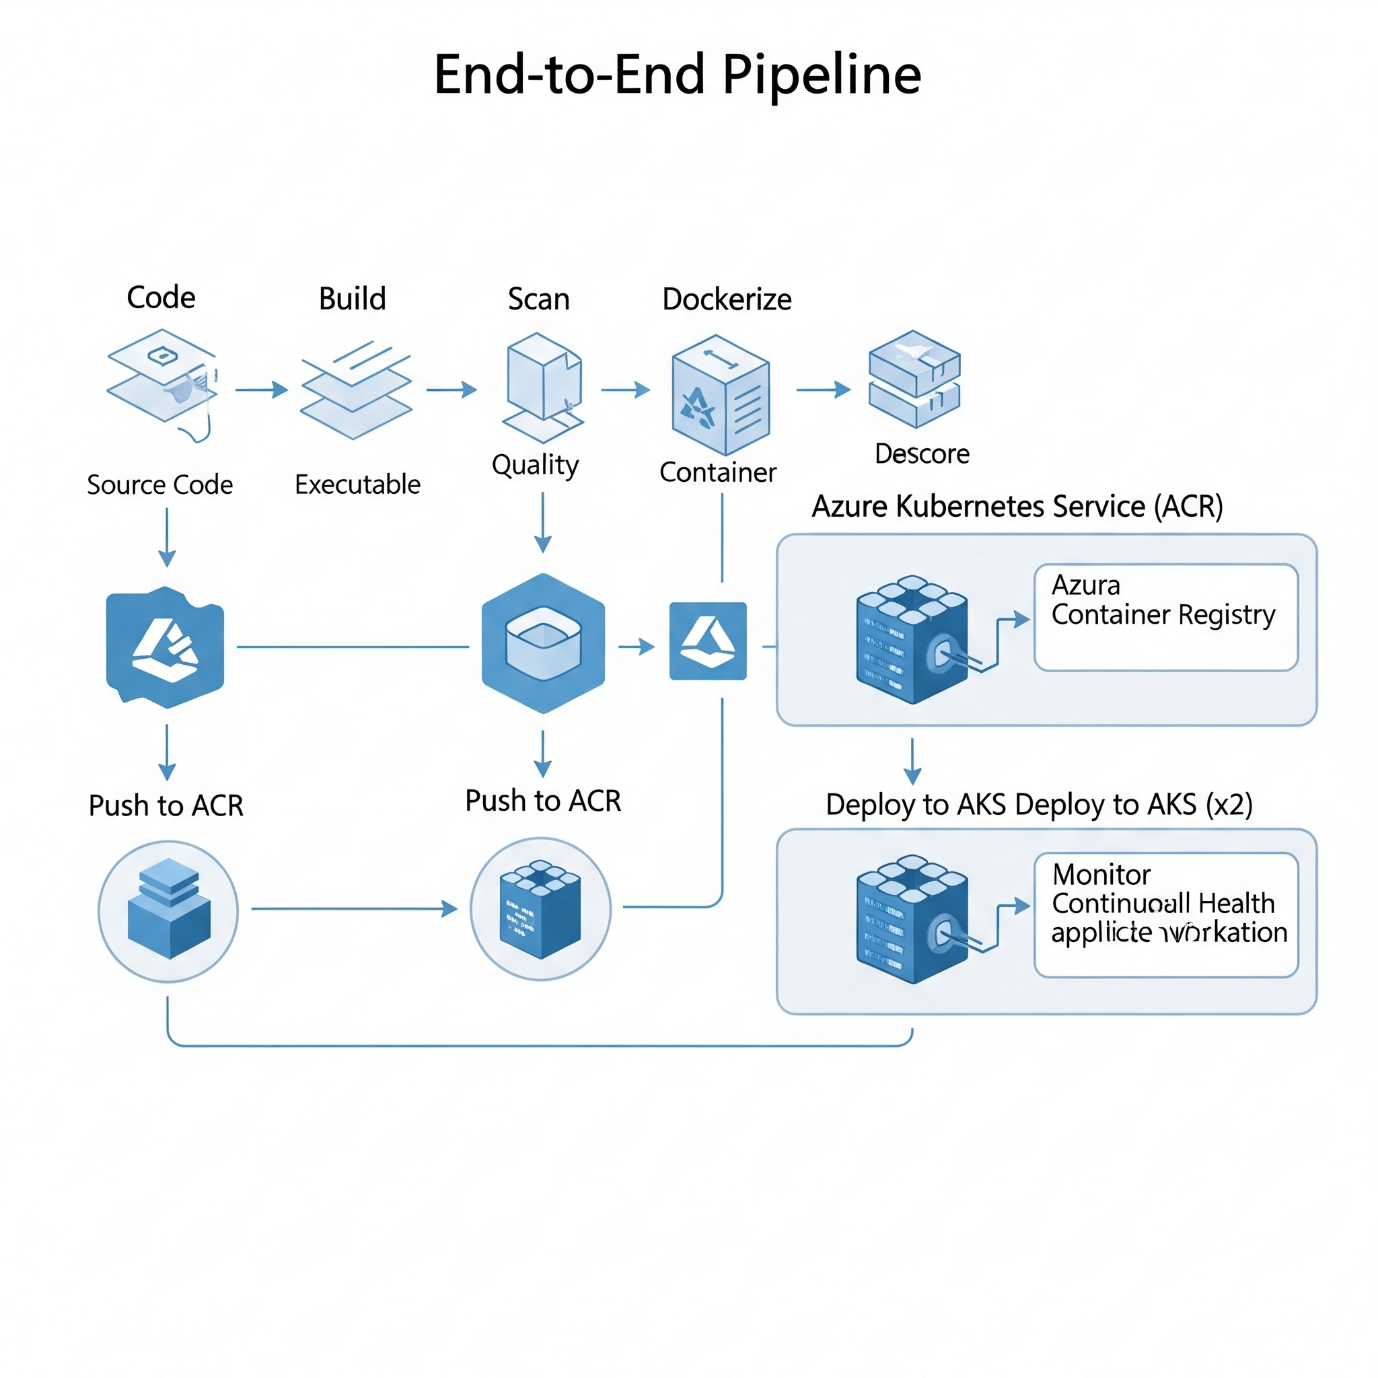 End-to-End Pipeline
Code
Build
Scan
Dockerize
Source Code
Executable
Quality
Container
Descore
Azure Kubernetes Service (ACR)
Azura
Container Registry
Push to ACR
Push to ACR
Deploy to AKS Deploy to AKS (x2)
Monitor
Continuoall Health